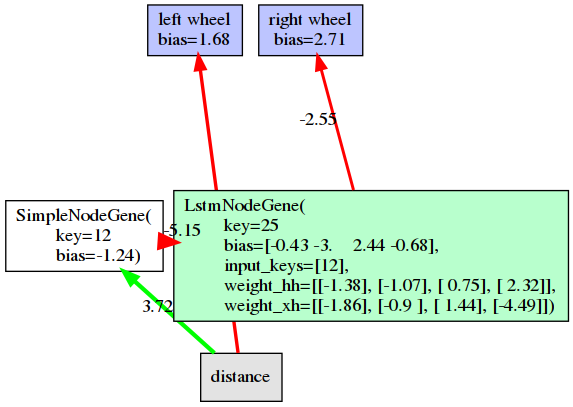 left wheel
bias=1.68
right wheel
bias=2.71
-2.55
SimpleNodeGene(
key=12
bias=-1.24)
-5.15
LstmNodeGene(
key=25
bias=[-0.43 -3. 2.44 -0.68],
input_keys=[12],
weight_hh=[[-1.38], [-1.07], [ 0.75], [ 2.32]],
weight_xh=[[-1.86], [-0.9 ], [ 1.44], [-4.49]])
3.72
distance